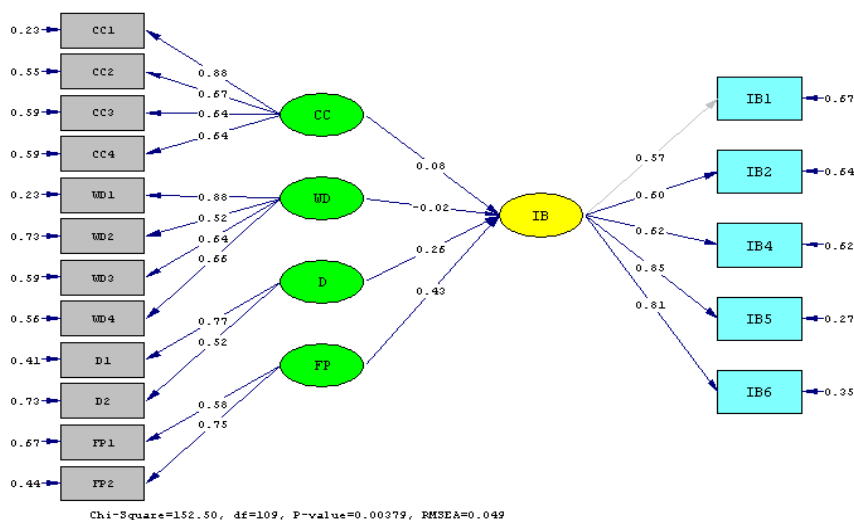 0.23 CC1
0.55 CC2
0.59 CC3
0.59 CC4
0.23 WD1
0.73 WD2
0.59 WD3
0.56 WD4
0.41 D1
0.73 D2
0.67 FP1
0.44 FP2
0.88
0.67
0.64
0.64
0.88
0.52
0.64
0.66
0.77
0.52
0.58
0.75
CC
WD
D
FP
0.08
-0.02
0.26
0.43
IB
0.57
0.60
0.62
0.85
0.81
IB1 0.67
IB2 0.64
IB4 0.62
IB5 0.27
IB6 0.35
Chi-Square=152.50, df=109, P-value=0.00379, RMSEA=0.049